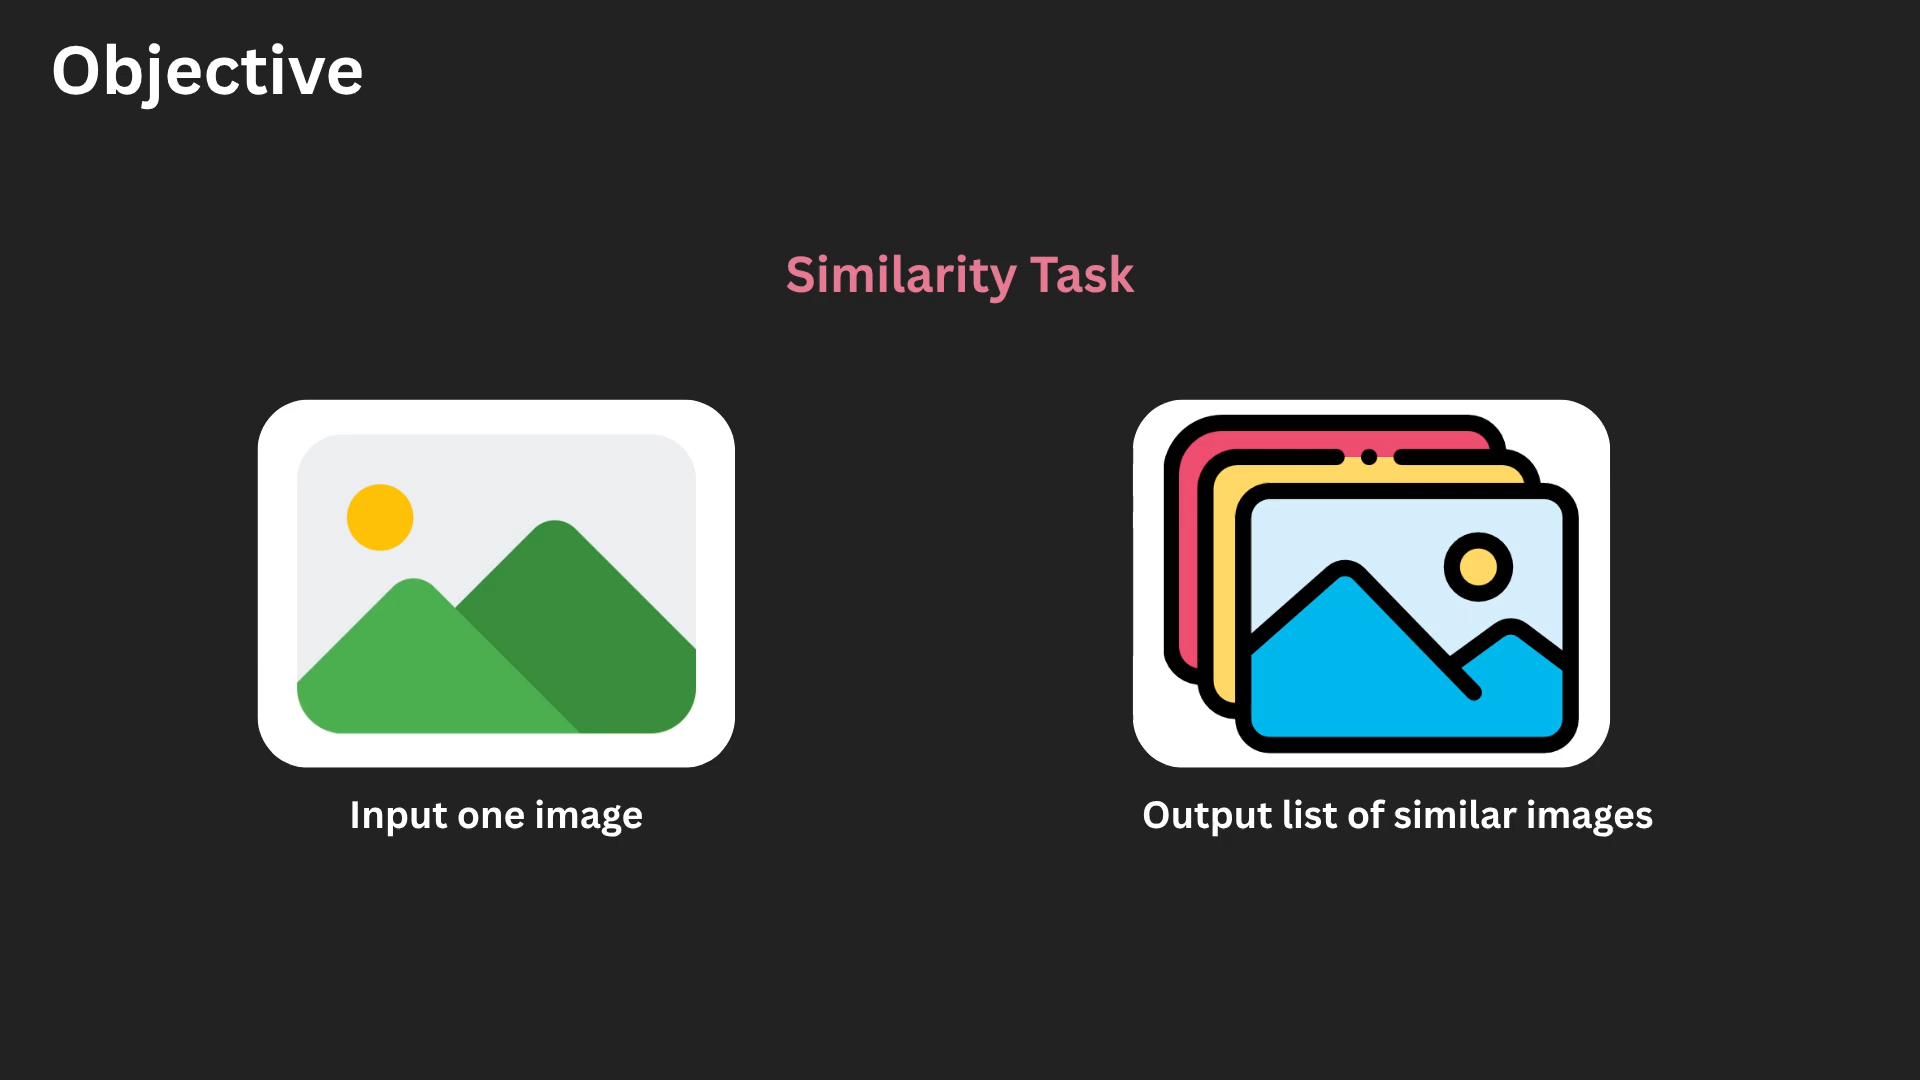 Objective
Similarity Task
Input one image
Output list of similar images